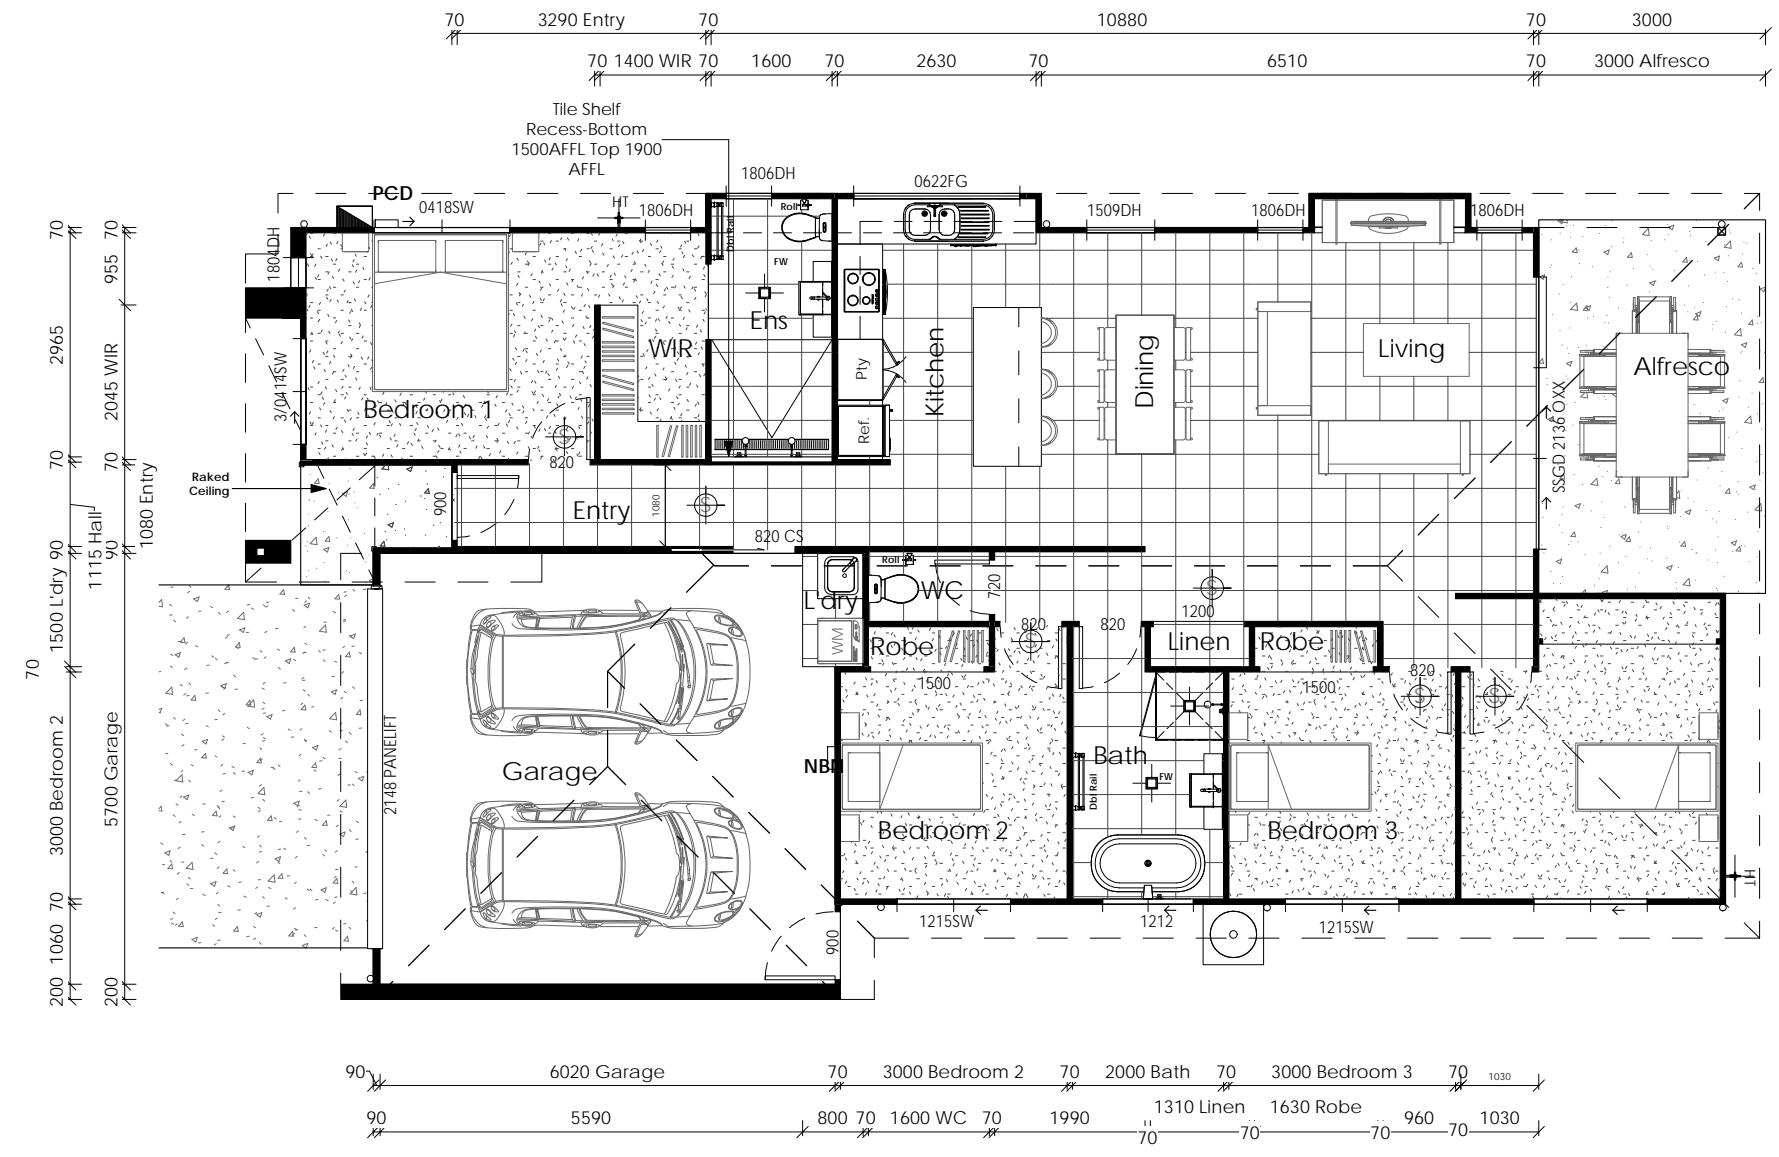 70 3290 Entry 70 10880 70 3000
70 1400 WIR 70 1600 70 2630 70 6510 70 3000 Alfresco
Tile Shelf
Recess-Bottom
1500AFFL Top 1900
AFFL
PCD
0418SW
HT
1806DH
1806DH
0622FG
1509DH
1806DH
1806DH
1804DH
Roll
Dbl Rail
FW
Ens
WIR
Bedroom 1
3/0414SW
820
Kitchen
Pty
Ref.
Dining
Living
Alfresco
SSGD 2136 OXX
Raked
Ceiling
900
Entry
1080
S
S
820 CS
L'dry
WM
Roll
WC
720
Robe
1500
820
S
820
S
1200
Linen
Robe
1500
820
S
S
2148 PANELIFT
Garage
NBN
Bedroom 2
Bath
Dbl Rail
FW
Bedroom 3
HT
900
1215SW
1212
1215SW
70
2965
70
1115 Hall
90
1500 L'dry
70
3000 Bedroom 2
70
1060
200
70
955
2045 WIR
70
1080 Entry
90
5700 Garage
200
90 6020 Garage 70 3000 Bedroom 2 70 2000 Bath 70 3000 Bedroom 3 70 1030
90 5590 800 70 1600 WC 70 1990 70 1310 Linen 70 1630 Robe 70 960 70 1030